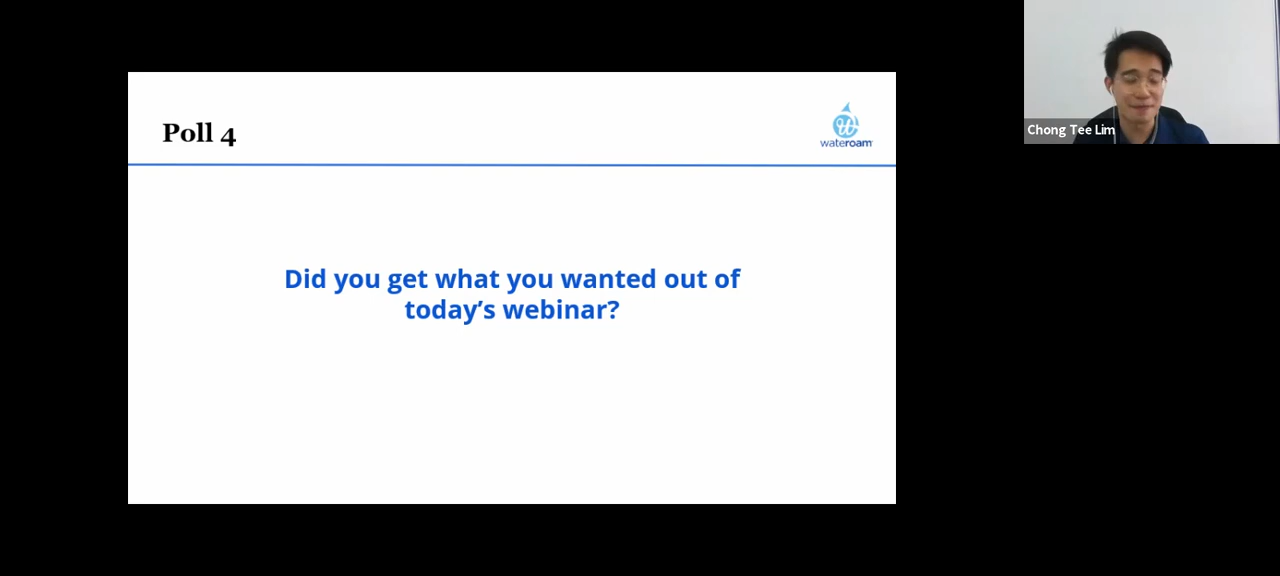 Poll 4
wateroam
Did you get what you wanted out of
today’s webinar?
Chong Tee Lim